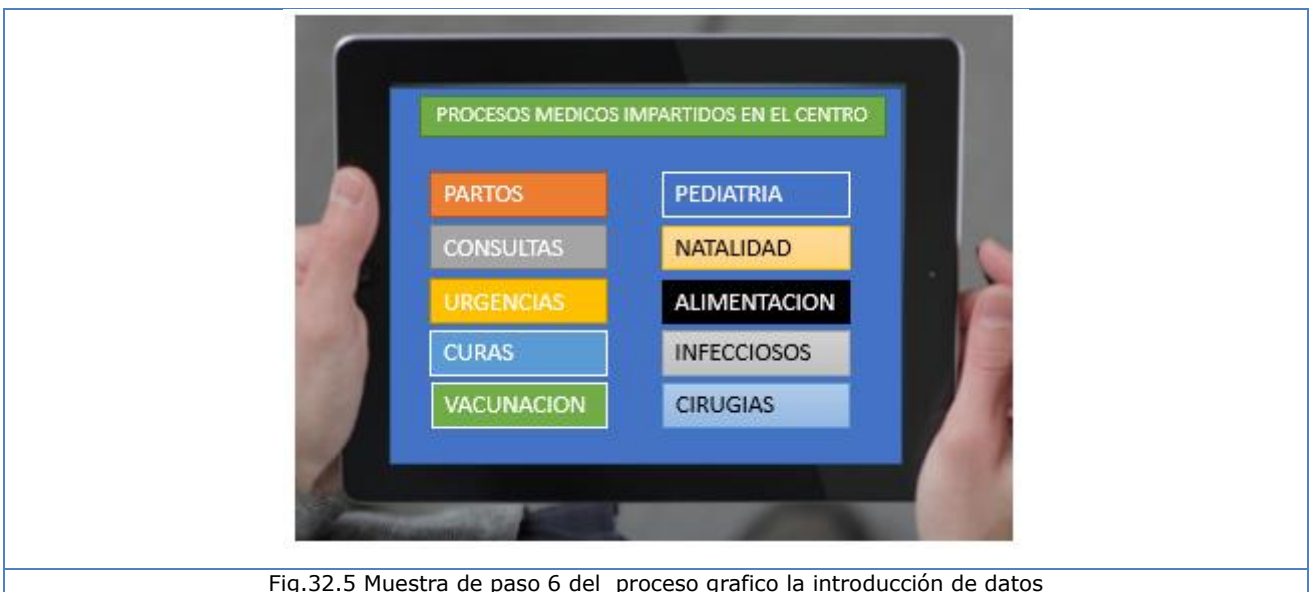 PROCESOS MEDICOS IMPARTIDOS EN EL CENTRO
PARTOS
CONSULTAS
URGENCIAS
CURAS
VACUNACION
PEDIATRIA
NATALIDAD
ALIMENTACION
INFECCIOSOS
CIRUGIAS
Fig.32.5 Muestra de paso 6 del proceso grafico la introducción de datos